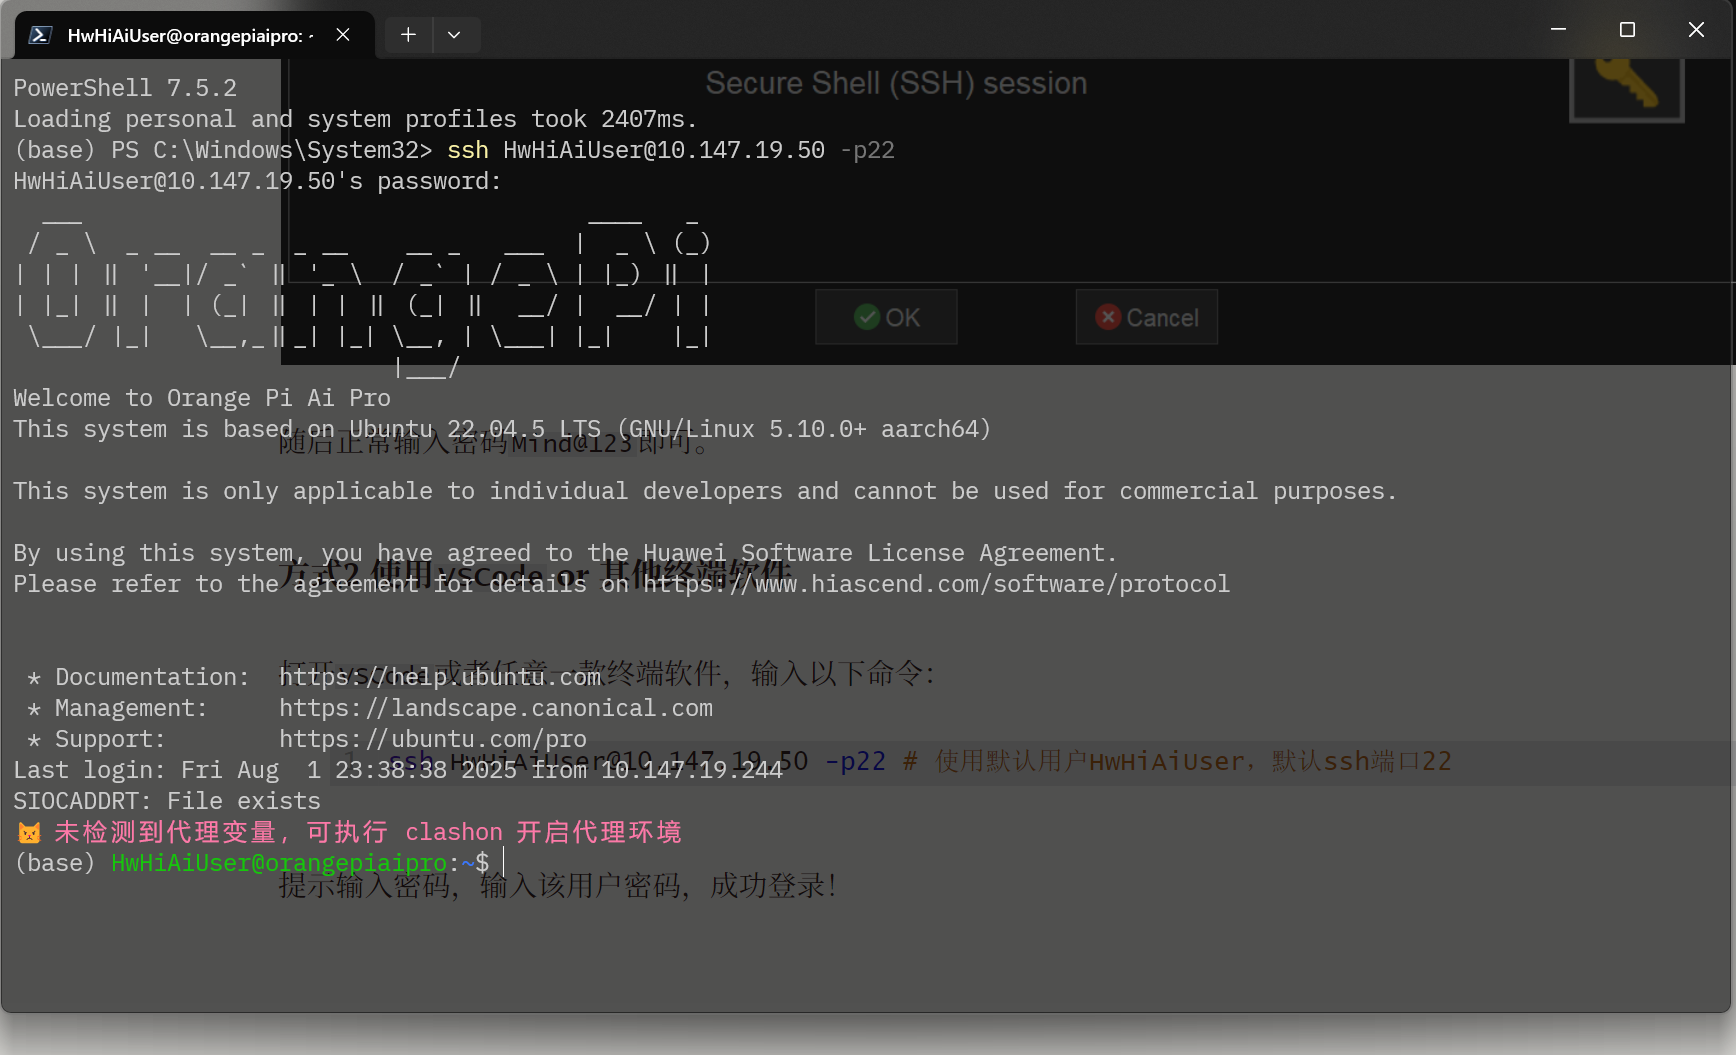 HwHiAiUser@orangepiaipro: ~
PowerShell 7.5.2
Secure Shell (SSH) session
Loading personal and system profiles took 2407ms.
(base) PS C:\Windows\System32> ssh HwHiAiUser@10.147.19.50 -p22
HwHiAiUser@10.147.19.50's password:
OrangePi
OK
Cancel
Welcome to Orange Pi Ai Pro
This system is based on Ubuntu 22.04.5 LTS (GNU/Linux 5.10.0+ aarch64)
随后正常输入密码Mind@123即可。
This system is only applicable to individual developers and cannot be used for commercial purposes.
By using this system, you have agreed to the Huawei Software License Agreement.
方式2 使用VSCode or 其他终端软件
Please refer to the agreement for details on https://www.hiascend.com/software/protocol
打开VSCode或者任意一款终端软件，输入以下命令：
* Documentation: https://help.ubuntu.com
* Management: https://landscape.canonical.com
* Support: https://ubuntu.com/pro
1 ssh HwHiAiUser@10.147.19.50 -p22 # 使用默认用户HwHiAiUser，默认ssh端口22
Last login: Fri Aug 1 23:38:38 2025 from 10.147.19.244
SIOCADDRT: File exists
😾 未检测到代理变量，可执行 clashon 开启代理环境
(base) HwHiAiUser@orangepiaipro:~$
提示输入密码，输入该用户密码，成功登录！